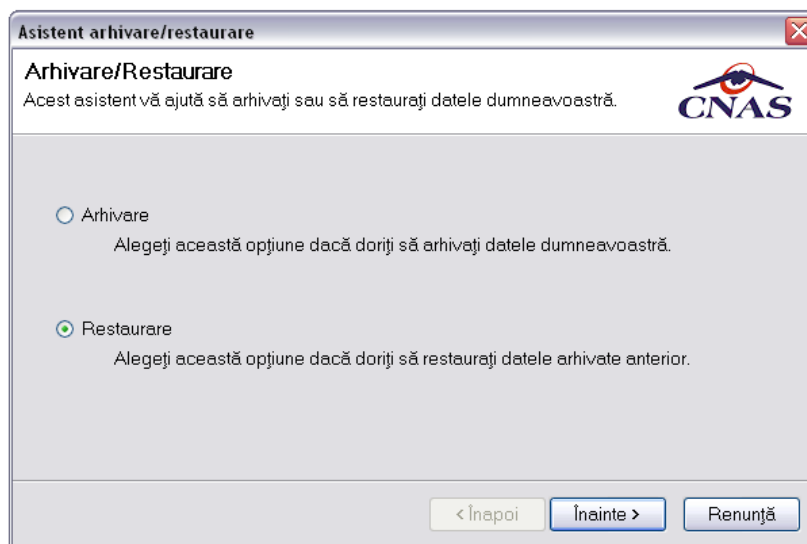 Asistent arhivare/restaurare
Arhivare/Restaurare
Acest asistent vă ajută să arhivaţi sau să restauraţi datele dumneavoastră.
CNAS
Arhivare
Alegeţi această opţiune dacă doriţi să arhivaţi datele dumneavoastră.
Restaurare
Alegeţi această opţiune dacă doriţi să restauraţi datele arhivate anterior.
< Înapoi
Înainte >
Renunţă